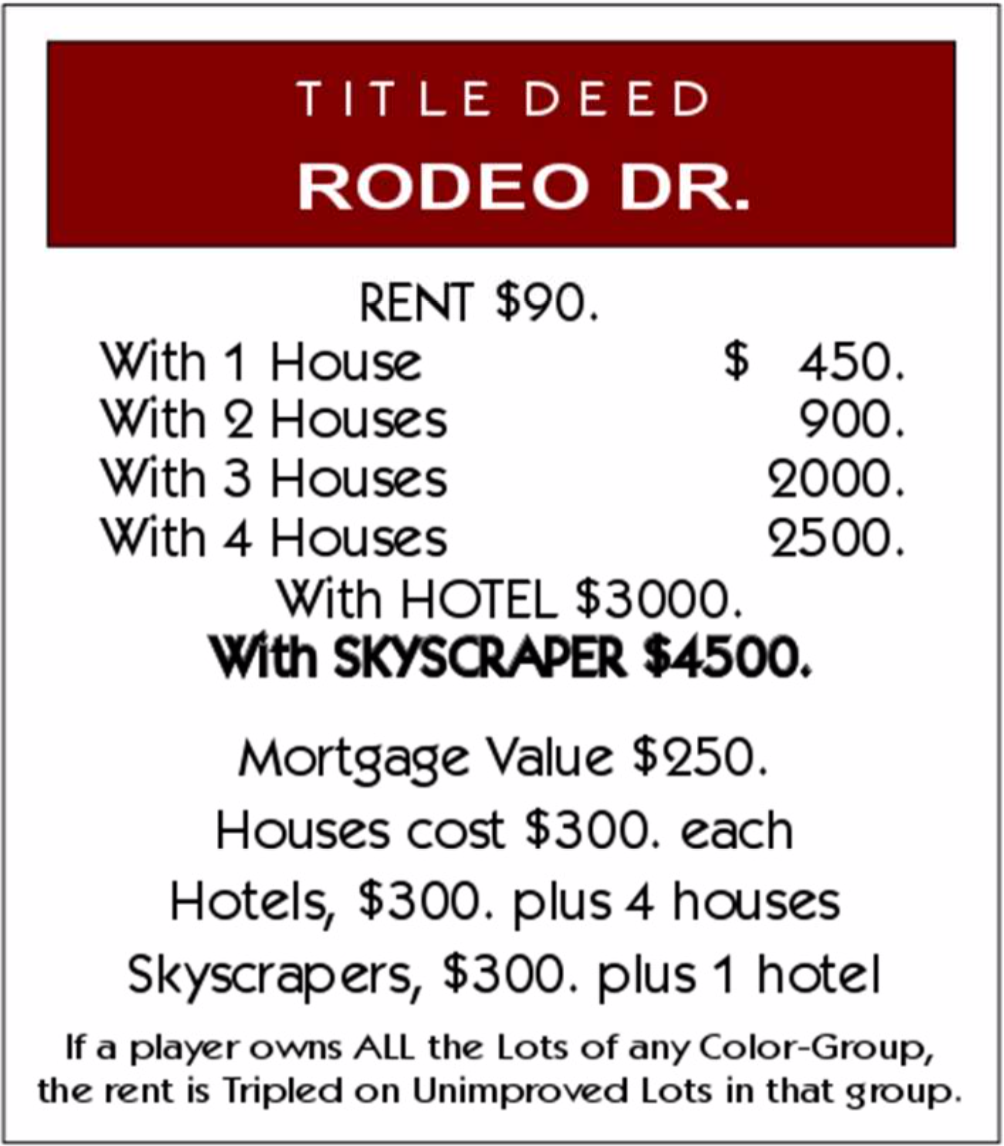 TITLE DEED
RODEO DR.
RENT $90.
With 1 House $ 450.
With 2 Houses 900.
With 3 Houses 2000.
With 4 Houses 2500.
With HOTEL $3000.
With SKYSCRAPER $4500.
Mortgage Value $250.
Houses cost $300. each
Hotels, $300. plus 4 houses
Skyscrapers, $300. plus 1 hotel
If a player owns ALL the Lots of any Color-Group,
the rent is Tripled on Unimproved Lots in that group.